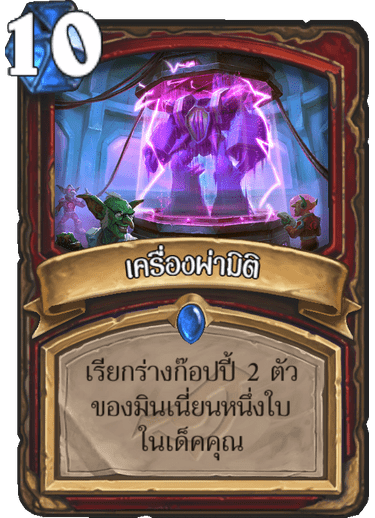 10
เครื่องผ่ามิติ
เรียกร่างก๊อปปี้ 2 ตัว
ของมินเนี่ยนหนึ่งใบ
ในเด็คคุณ